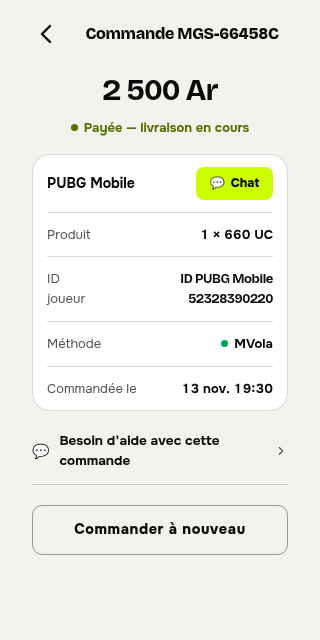 Commande MGS-66458C
2 500 Ar
Payée — livraison en cours
PUBG Mobile
Chat
Produit
1 × 660 UC
ID joueur
ID PUBG Mobile
52328390220
Méthode
MVola
Commandée le
13 nov. 19:30
Besoin d'aide avec cette
commande
Commander à nouveau